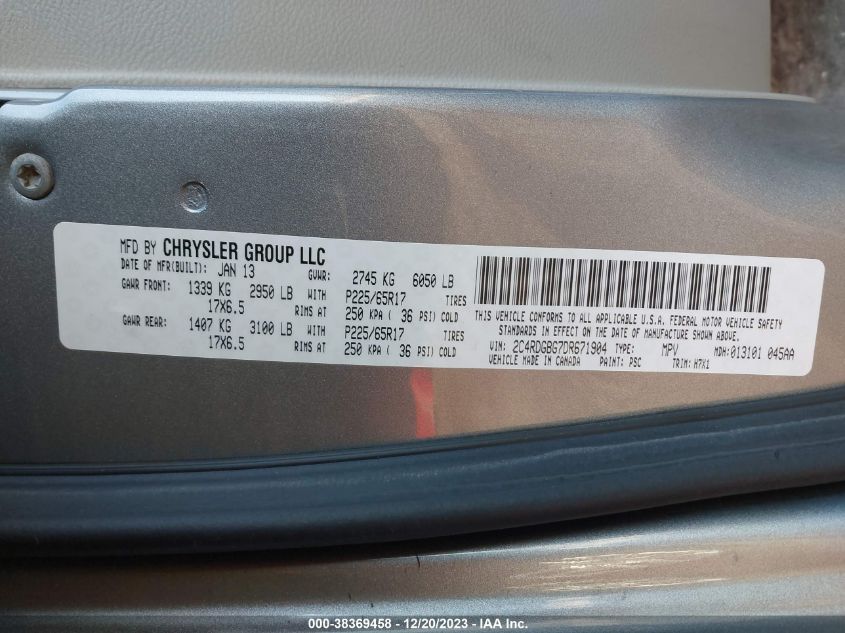 MFD BY CHRYSLER GROUP LLC
DATE OF MFR(BUILT): JAN 13 GVWR: 2745 KG 6050 LB
GAWR FRONT: 1339 KG 2950 LB WITH P225/65R17 TIRES
17X6.5 RIMS AT 250 KPA ( 36 PSI) COLD
GAWR REAR: 1407 KG 3100 LB WITH P225/65R17 TIRES
17X6.5 RIMS AT 250 KPA ( 36 PSI) COLD
THIS VEHICLE CONFORMS TO ALL APPLICABLE U.S.A. FEDERAL MOTOR VEHICLE SAFETY
STANDARDS IN EFFECT ON THE DATE OF MANUFACTURE SHOWN ABOVE.
VIN: 2C4RDGBG7DR671904 TYPE: MPV MDH:013101 045AA
VEHICLE MADE IN CANADA PAINT: PSC TRIM: H7X1
000-38369458 - 12/20/2023 - IAA Inc.